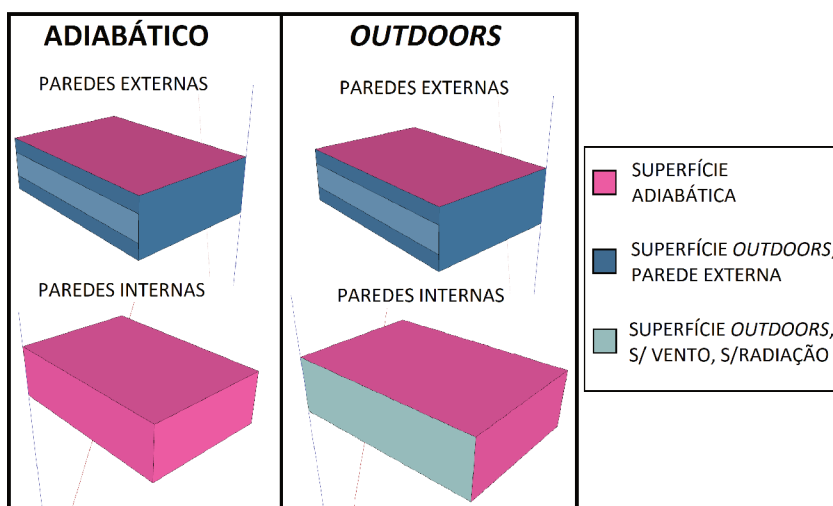 ADIABÁTICO
PAREDES EXTERNAS
PAREDES INTERNAS
OUTDOORS
PAREDES EXTERNAS
PAREDES INTERNAS
SUPERFÍCIE
ADIABÁTICA
SUPERFÍCIE OUTDOORS,
PAREDE EXTERNA
SUPERFÍCIE OUTDOORS,
S/ VENTO, S/RADIAÇÃO